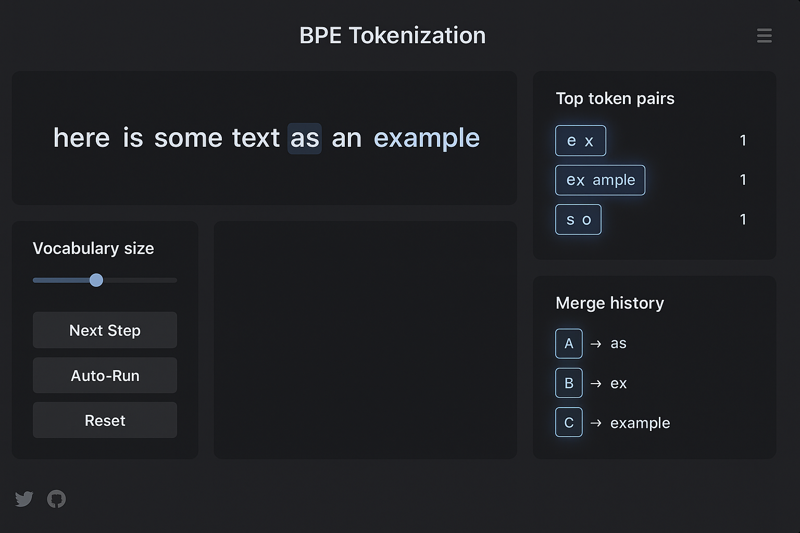 BPE Tokenization
here is some text as an example
Vocabulary size
Next Step
Auto-Run
Reset
Top token pairs
e x 1
ex ample 1
s o 1
Merge history
A → as
B → ex
C → example